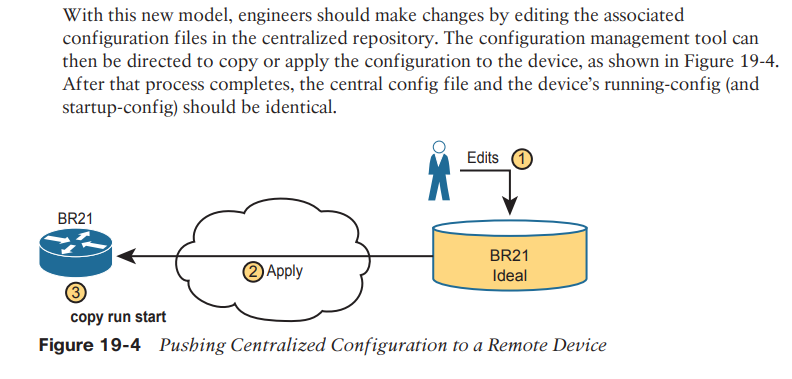 With this new model, engineers should make changes by editing the associated
configuration files in the centralized repository. The configuration management tool can
then be directed to copy or apply the configuration to the device, as shown in Figure 19-4.
After that process completes, the central config file and the device’s running-config (and
startup-config) should be identical.
Edits 1
BR21
BR21
Ideal
2 Apply
3
copy run start
Figure 19-4 Pushing Centralized Configuration to a Remote Device